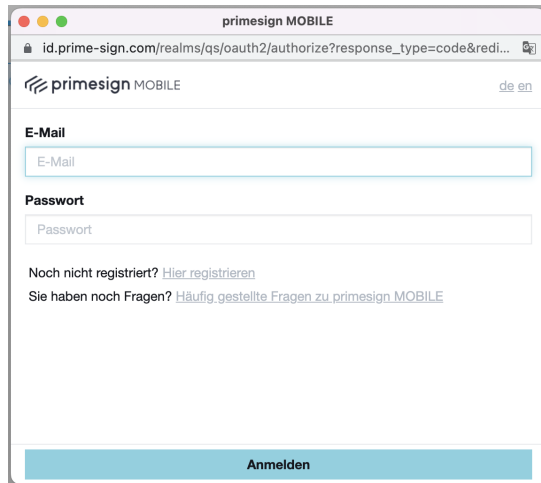 primesign MOBILE
id.prime-sign.com/realms/qs/oauth2/authorize?response_type=code&redi...
primesign MOBILE de en
E-Mail
E-Mail
Passwort
Passwort
Noch nicht registriert? Hier registrieren
Sie haben noch Fragen? Häufig gestellte Fragen zu primesign MOBILE
Anmelden